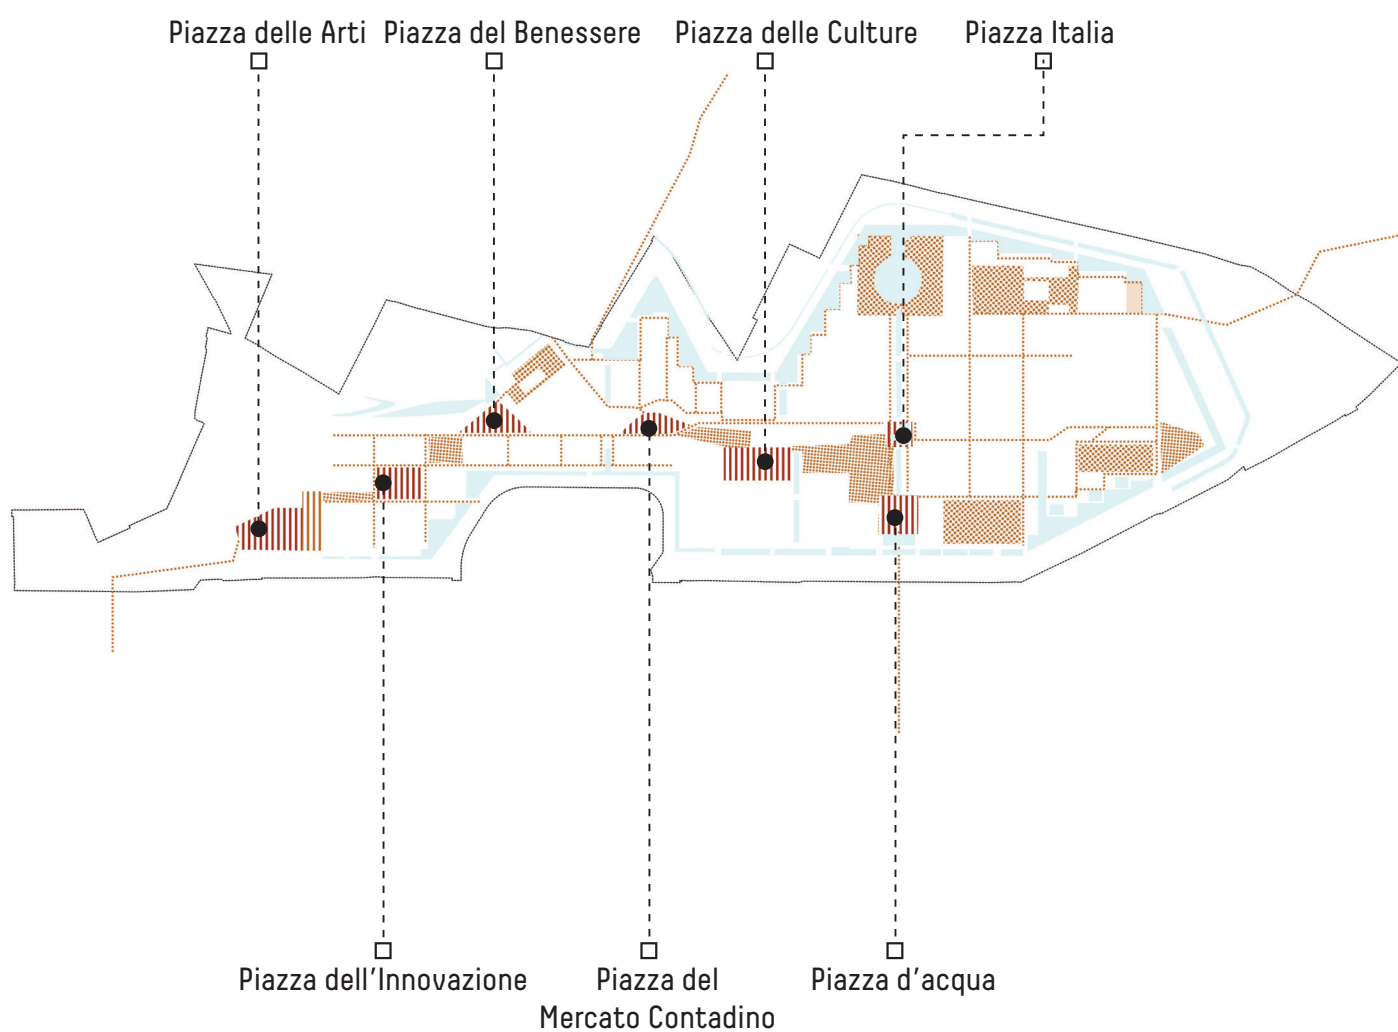 Piazza delle Arti
Piazza del Benessere
Piazza delle Culture
Piazza Italia
Piazza dell'Innovazione
Piazza del
Mercato Contadino
Piazza d'acqua